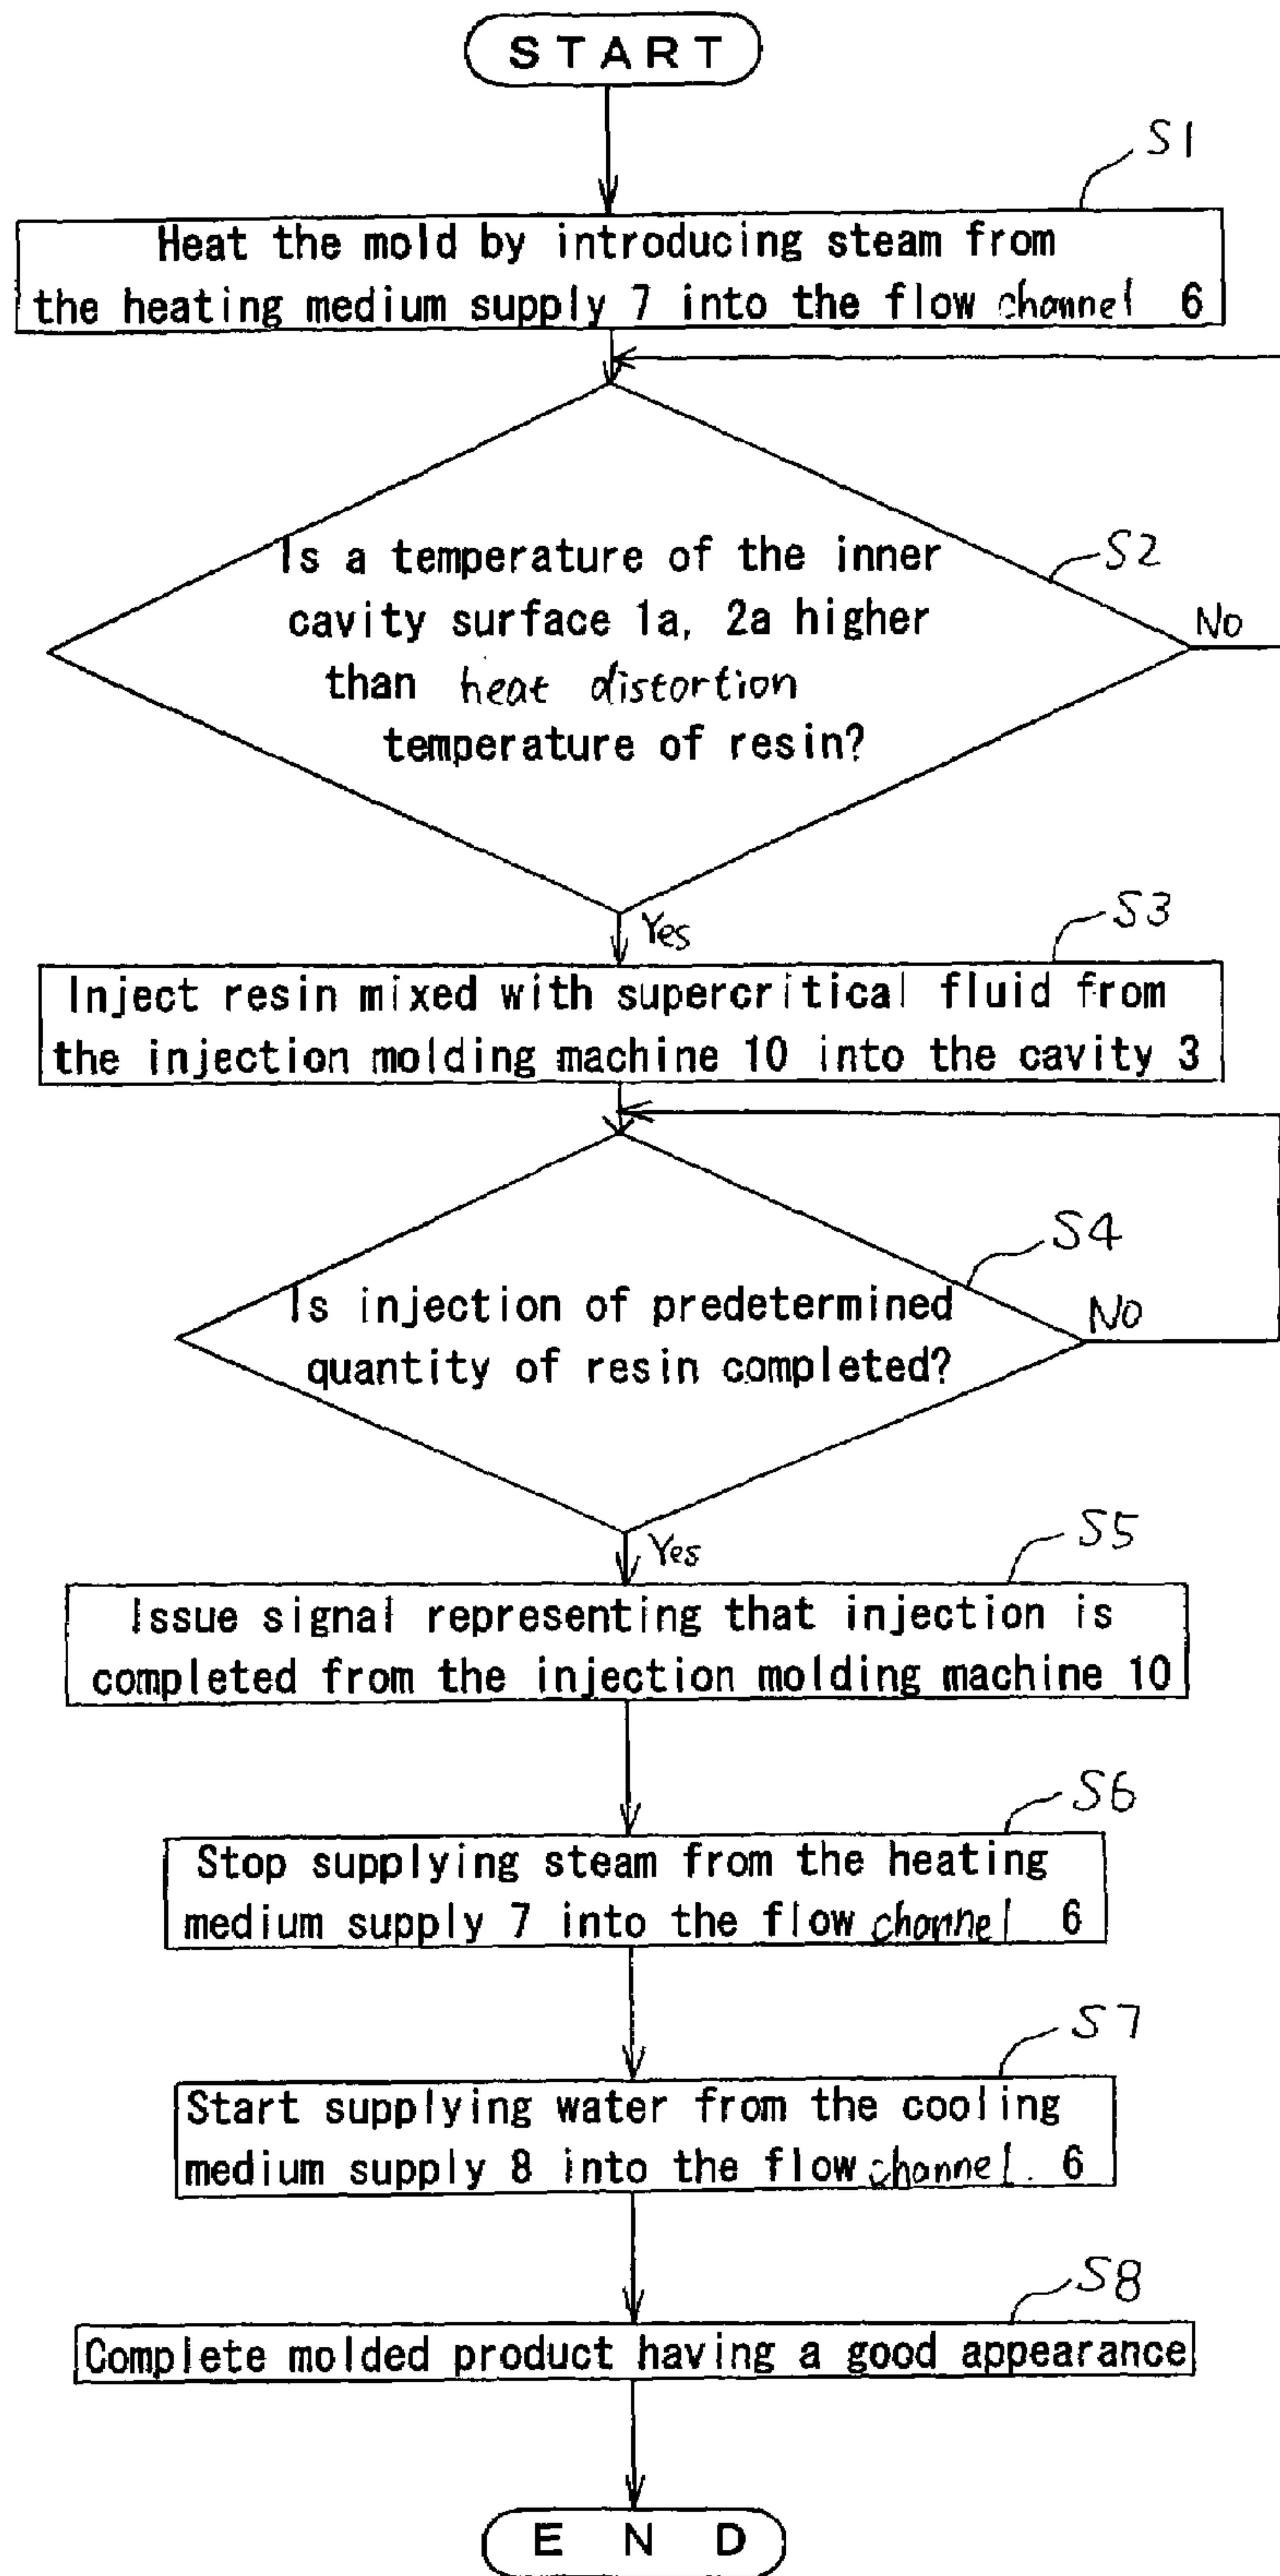 START
S1
Heat the mold by introducing steam from
the heating medium supply 7 into the flow channel 6
Is a temperature of the inner
cavity surface 1a, 2a higher
than heat distortion
temperature of resin?
S2
No
Yes
S3
Inject resin mixed with supercritical fluid from
the injection molding machine 10 into the cavity 3
S4
Is injection of predetermined
quantity of resin completed?
No
Yes
S5
Issue signal representing that injection is
completed from the injection molding machine 10
S6
Stop supplying steam from the heating
medium supply 7 into the flow channel 6
S7
Start supplying water from the cooling
medium supply 8 into the flow channel. 6
S8
Complete molded product having a good appearance
END